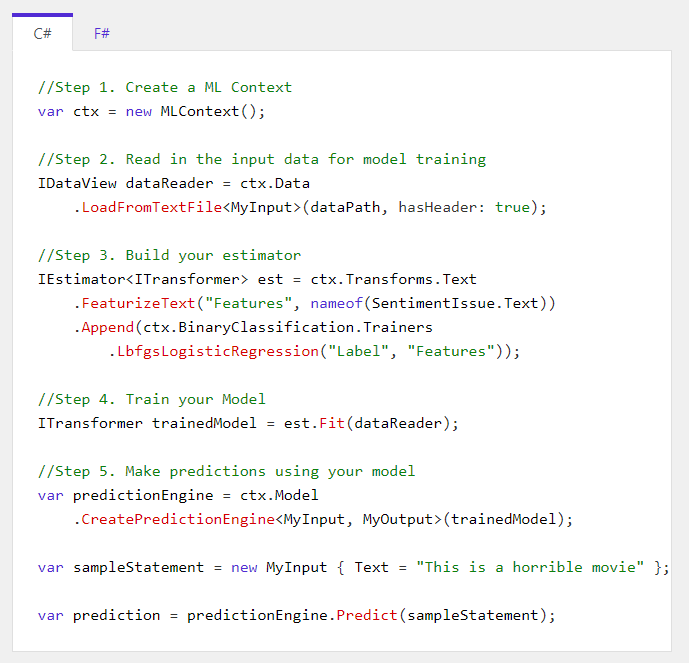 C# F#
//Step 1. Create a ML Context
var ctx = new MLContext();
//Step 2. Read in the input data for model training
IDataView dataReader = ctx.Data
    .LoadFromTextFile<MyInput>(dataPath, hasHeader: true);
//Step 3. Build your estimator
IEstimator<ITransformer> est = ctx.Transforms.Text
    .FeaturizeText("Features", nameof(SentimentIssue.Text))
    .Append(ctx.BinaryClassification.Trainers
        .LbfgsLogisticRegression("Label", "Features"));
//Step 4. Train your Model
ITransformer trainedModel = est.Fit(dataReader);
//Step 5. Make predictions using your model
var predictionEngine = ctx.Model
    .CreatePredictionEngine<MyInput, MyOutput>(trainedModel);
var sampleStatement = new MyInput { Text = "This is a horrible movie" };
var prediction = predictionEngine.Predict(sampleStatement);